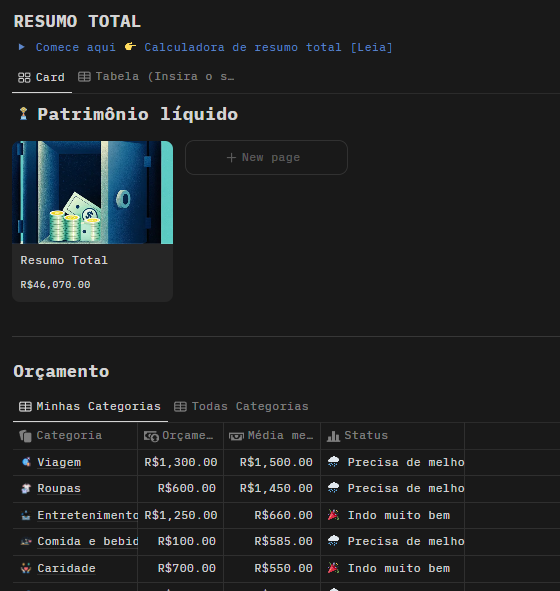 RESUMO TOTAL
Comece aqui 👉 Calculadora de resumo total [Leia]
Card Tabela (Insira o s…
Patrimônio líquido
+ New page
Resumo Total
R$46,070.00
Orçamento
Minhas Categorias Todas Categorias
Categoria Orçame… Média me… Status
Viagem R$1,300.00 R$1,500.00 Precisa de melho
Roupas R$600.00 R$1,450.00 Precisa de melho
Entretenimento R$1,250.00 R$660.00 Indo muito bem
Comida e bebid R$100.00 R$585.00 Precisa de melho
Caridade R$700.00 R$550.00 Indo muito bem